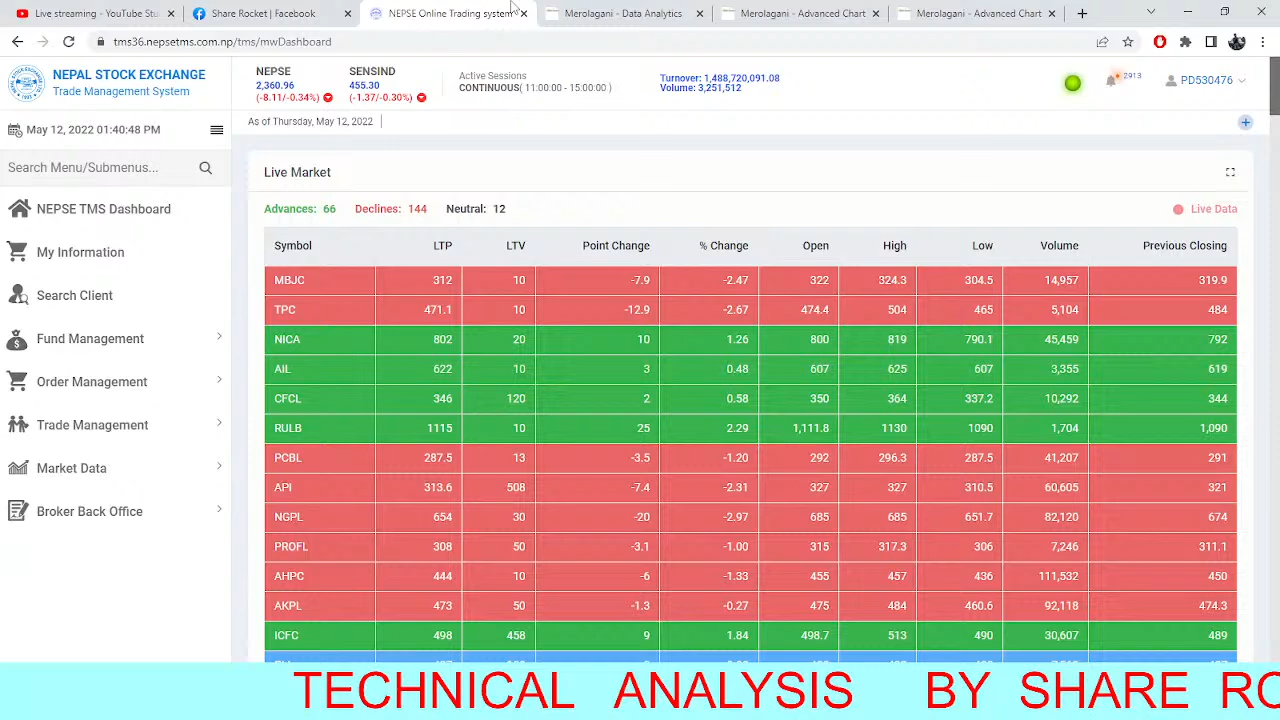 Live streaming - YouTube Stu
Share Rocket | Facebook
NEPSE Online Trading system
Merolagani - Data Analytics
Merolagani - Advanced Chart
Merolagani - Advanced Chart
tms36.nepsetms.com.np/tms/mwDashboard
NEPAL STOCK EXCHANGE
Trade Management System
NEPSE
2,360.96
(-8.11/-0.34%)
SENSIND
455.30
(-1.37/-0.30%)
Active Sessions
CONTINUOUS( 11:00:00 - 15:00:00 )
Turnover: 1,488,720,091.08
Volume: 3,251,512
2913
PD530476
May 12, 2022 01:40:48 PM
As of Thursday, May 12, 2022
Search Menu/Submenus...
NEPSE TMS Dashboard
My Information
Search Client
Fund Management
Order Management
Trade Management
Market Data
Broker Back Office
Live Market
Advances: 66 Declines: 144 Neutral: 12
Live Data
Symbol LTP LTV Point Change % Change Open High Low Volume Previous Closing
MBJC 312 10 -7.9 -2.47 322 324.3 304.5 14,957 319.9
TPC 471.1 10 -12.9 -2.67 474.4 504 465 5,104 484
NICA 802 20 10 1.26 800 819 790.1 45,459 792
AIL 622 10 3 0.48 607 625 607 3,355 619
CFCL 346 120 2 0.58 350 364 337.2 10,292 344
RULB 1115 10 25 2.29 1,111.8 1130 1090 1,704 1,090
PCBL 287.5 13 -3.5 -1.20 292 296.3 287.5 41,207 291
API 313.6 508 -7.4 -2.31 327 327 310.5 60,605 321
NGPL 654 30 -20 -2.97 685 685 651.7 82,120 674
PROFL 308 50 -3.1 -1.00 315 317.3 306 7,246 311.1
AHPC 444 10 -6 -1.33 455 457 436 111,532 450
AKPL 473 50 -1.3 -0.27 475 484 460.6 92,118 474.3
ICFC 498 458 9 1.84 498.7 513 490 30,607 489
TECHNICAL ANALYSIS BY SHARE RO